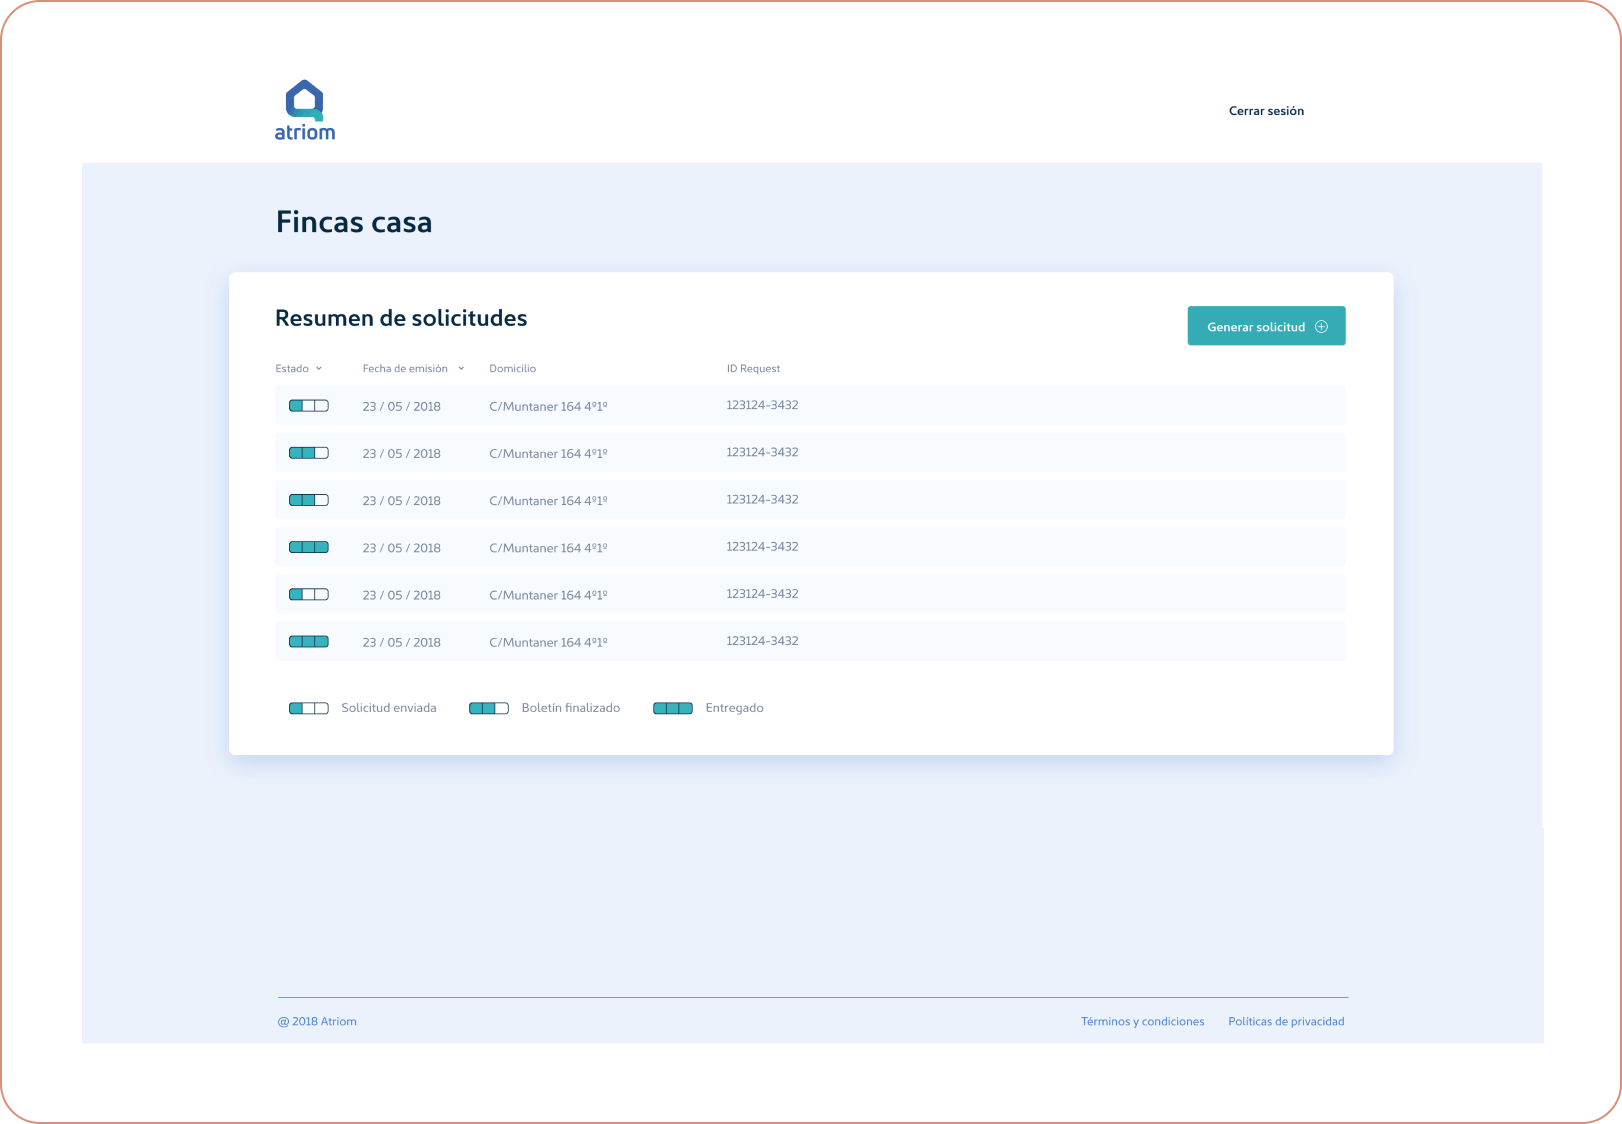 atriom
Cerrar sesión
Fincas casa
Resumen de solicitudes
Generar solicitud
Estado Fecha de emisión Domicilio ID Request
23 / 05 / 2018 C/Muntaner 164 4º1º 123124-3432
23 / 05 / 2018 C/Muntaner 164 4º1º 123124-3432
23 / 05 / 2018 C/Muntaner 164 4º1º 123124-3432
23 / 05 / 2018 C/Muntaner 164 4º1º 123124-3432
23 / 05 / 2018 C/Muntaner 164 4º1º 123124-3432
23 / 05 / 2018 C/Muntaner 164 4º1º 123124-3432
Solicitud enviada Boletín finalizado Entregado
@ 2018 Atriom Términos y condiciones Políticas de privacidad